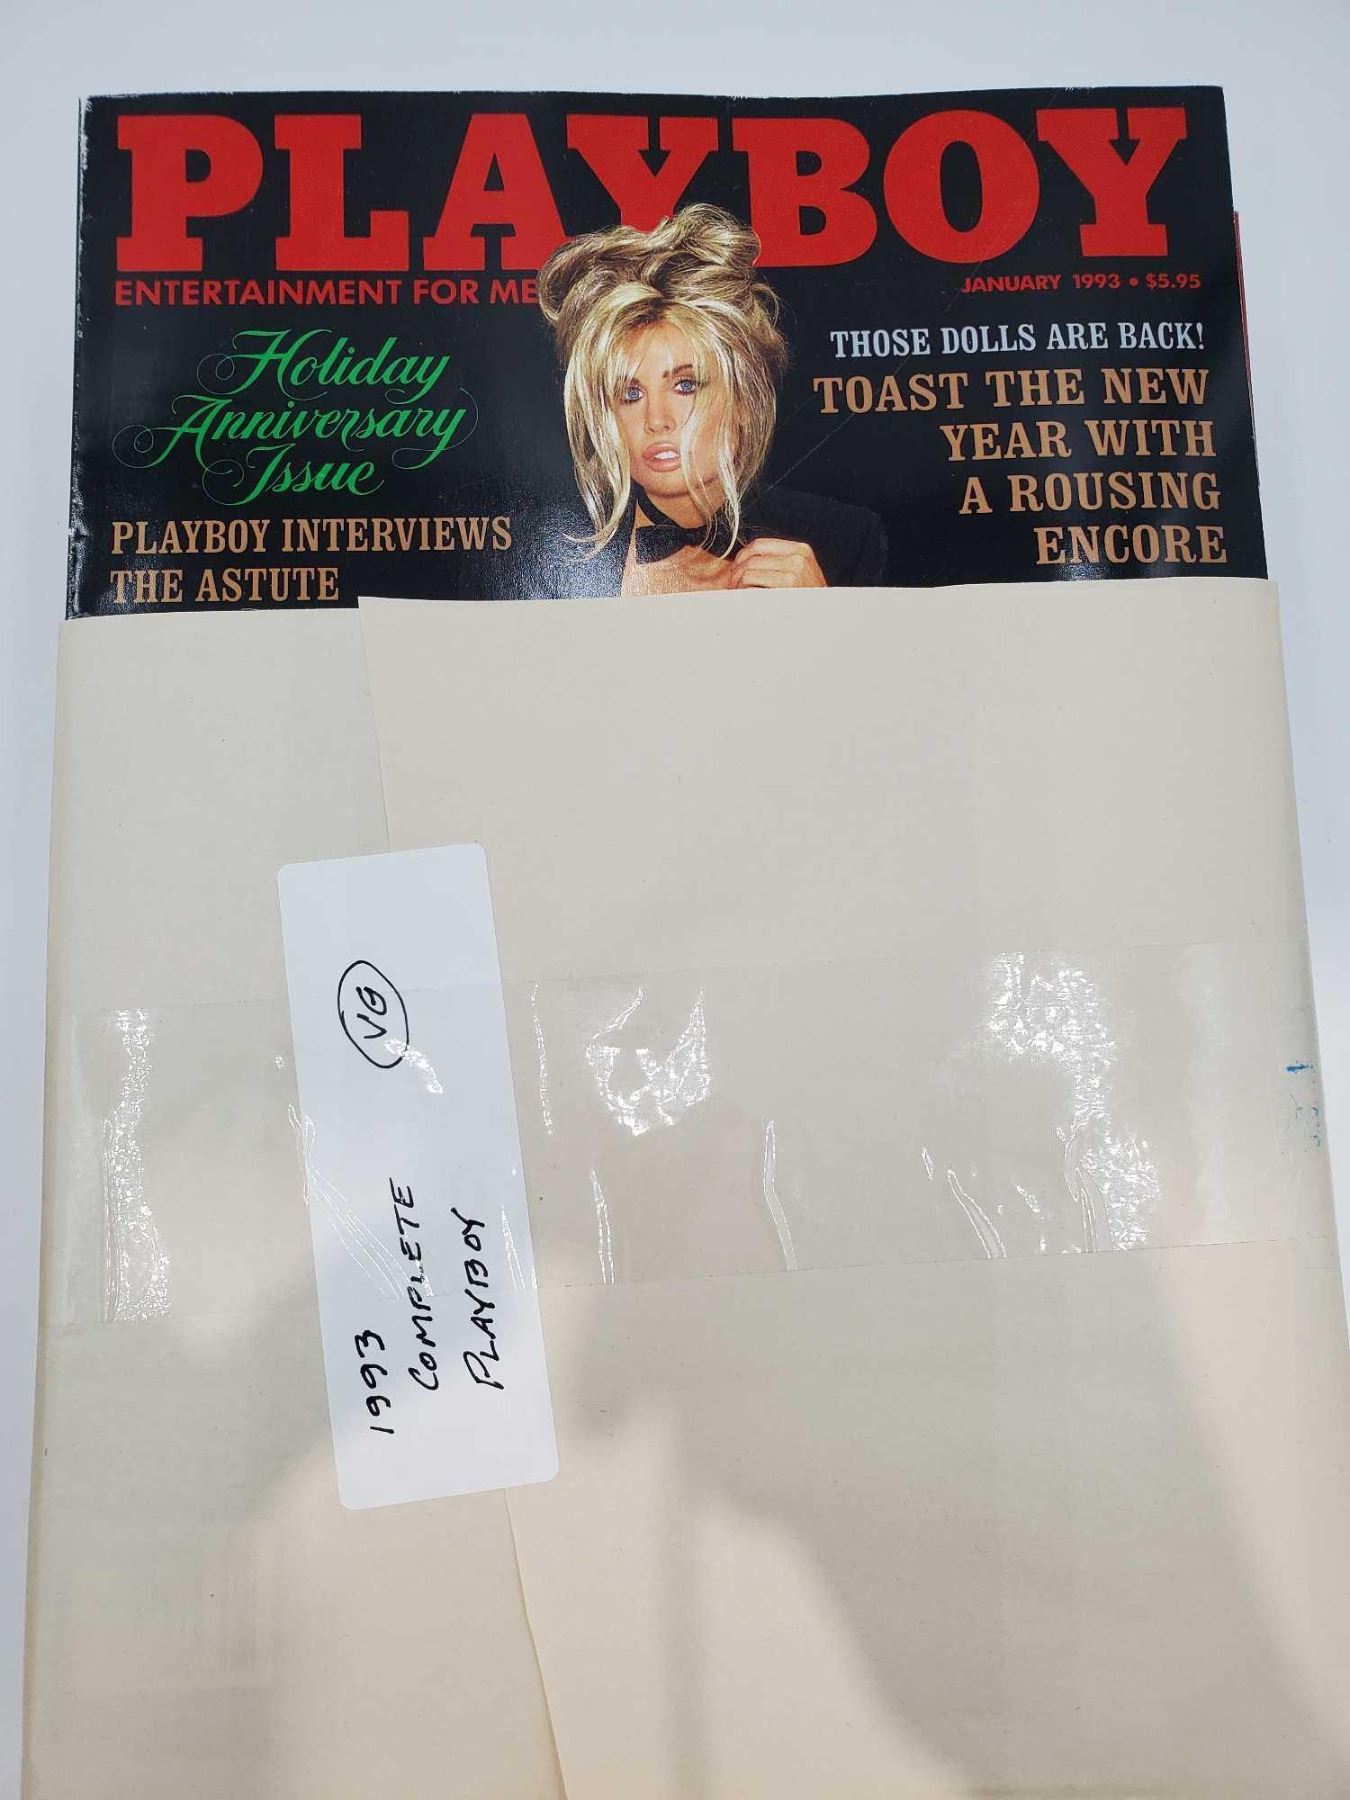 PLAYBOY
ENTERTAINMENT FOR ME
JANUARY 1993 • $5.95
Holiday
Anniversary
Issue
PLAYBOY INTERVIEWS
THE ASTUTE
THOSE DOLLS ARE BACK!
TOAST THE NEW
YEAR WITH
A ROUSING
ENCORE
1993 VG
COMPLETE
PLAYBOY